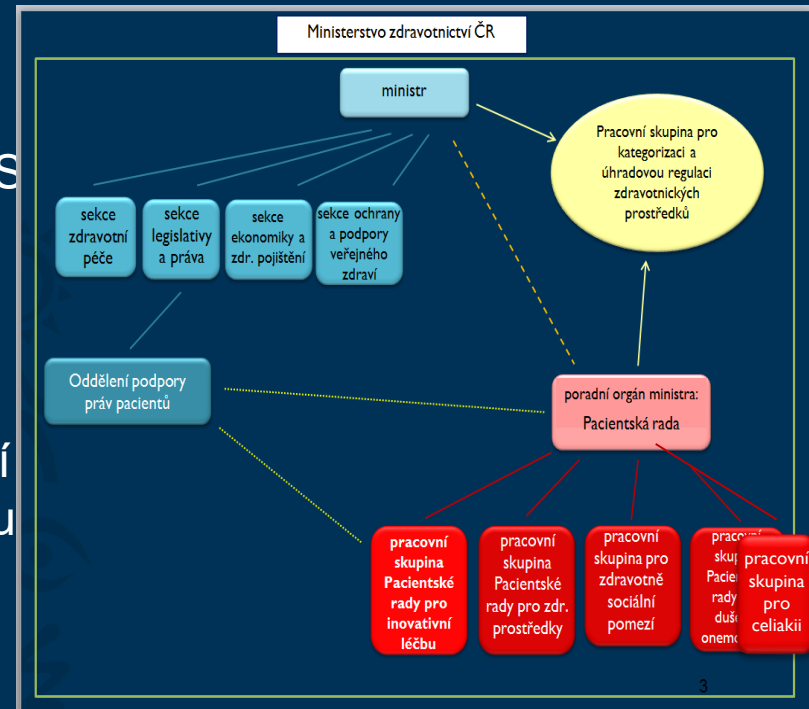 Ministerstvo zdravotnictví ČR
ministr
Pracovní skupina pro
kategorizaci a
úhradovou regulaci
zdravotnických
prostředků
s
sekce
zdravotní
péče
sekce
legislativy
a práva
sekce
ekonomiky a
zdr. pojištění
sekce ochrany
a podpory
veřejného
zdraví
Oddělení podpory
práv pacientů
poradní orgán ministra:
Pacientská rada
í
u
pracovní
skupina
Pacientské
rady pro
inovativní
léčbu
pracovní
skupina
Pacientské
rady pro zdr.
prostředky
pracovní
skupina pro
zdravotně
sociální
pomezí
pracovní
rady
pracovní
skupina
pro
celiakii
3